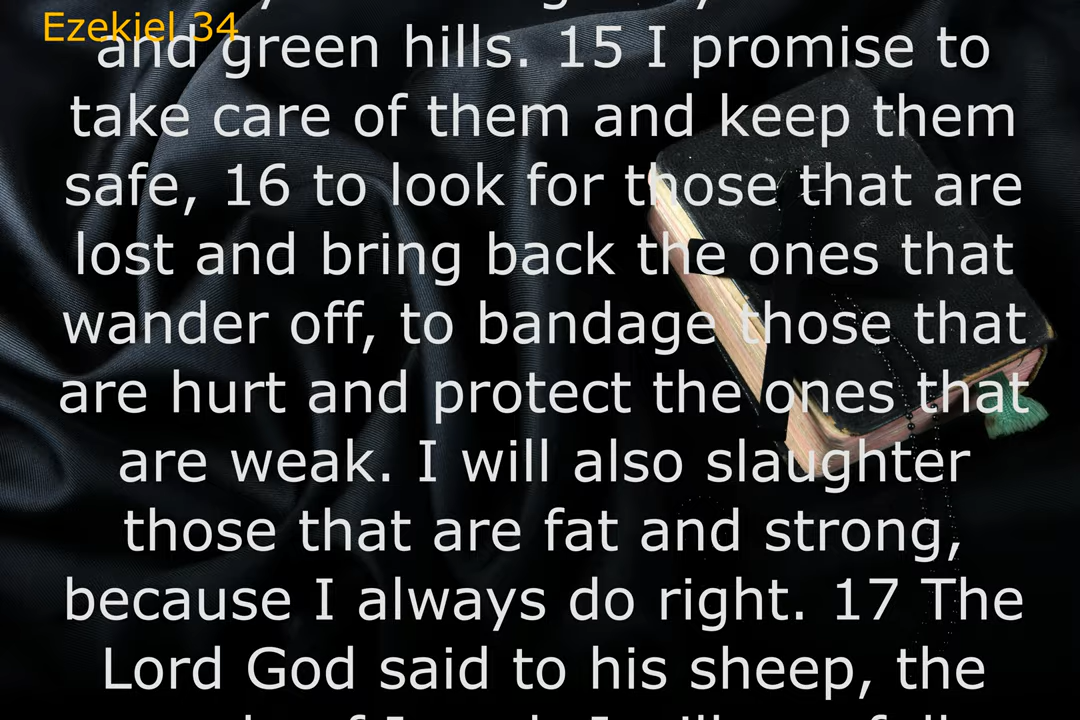 Ezekiel 34
and green hills. 15 I promise to
take care of them and keep them
safe, 16 to look for those that are
lost and bring back the ones that
wander off, to bandage those that
are hurt and protect the ones that
are weak. I will also slaughter
those that are fat and strong,
because I always do right. 17 The
Lord God said to his sheep, the